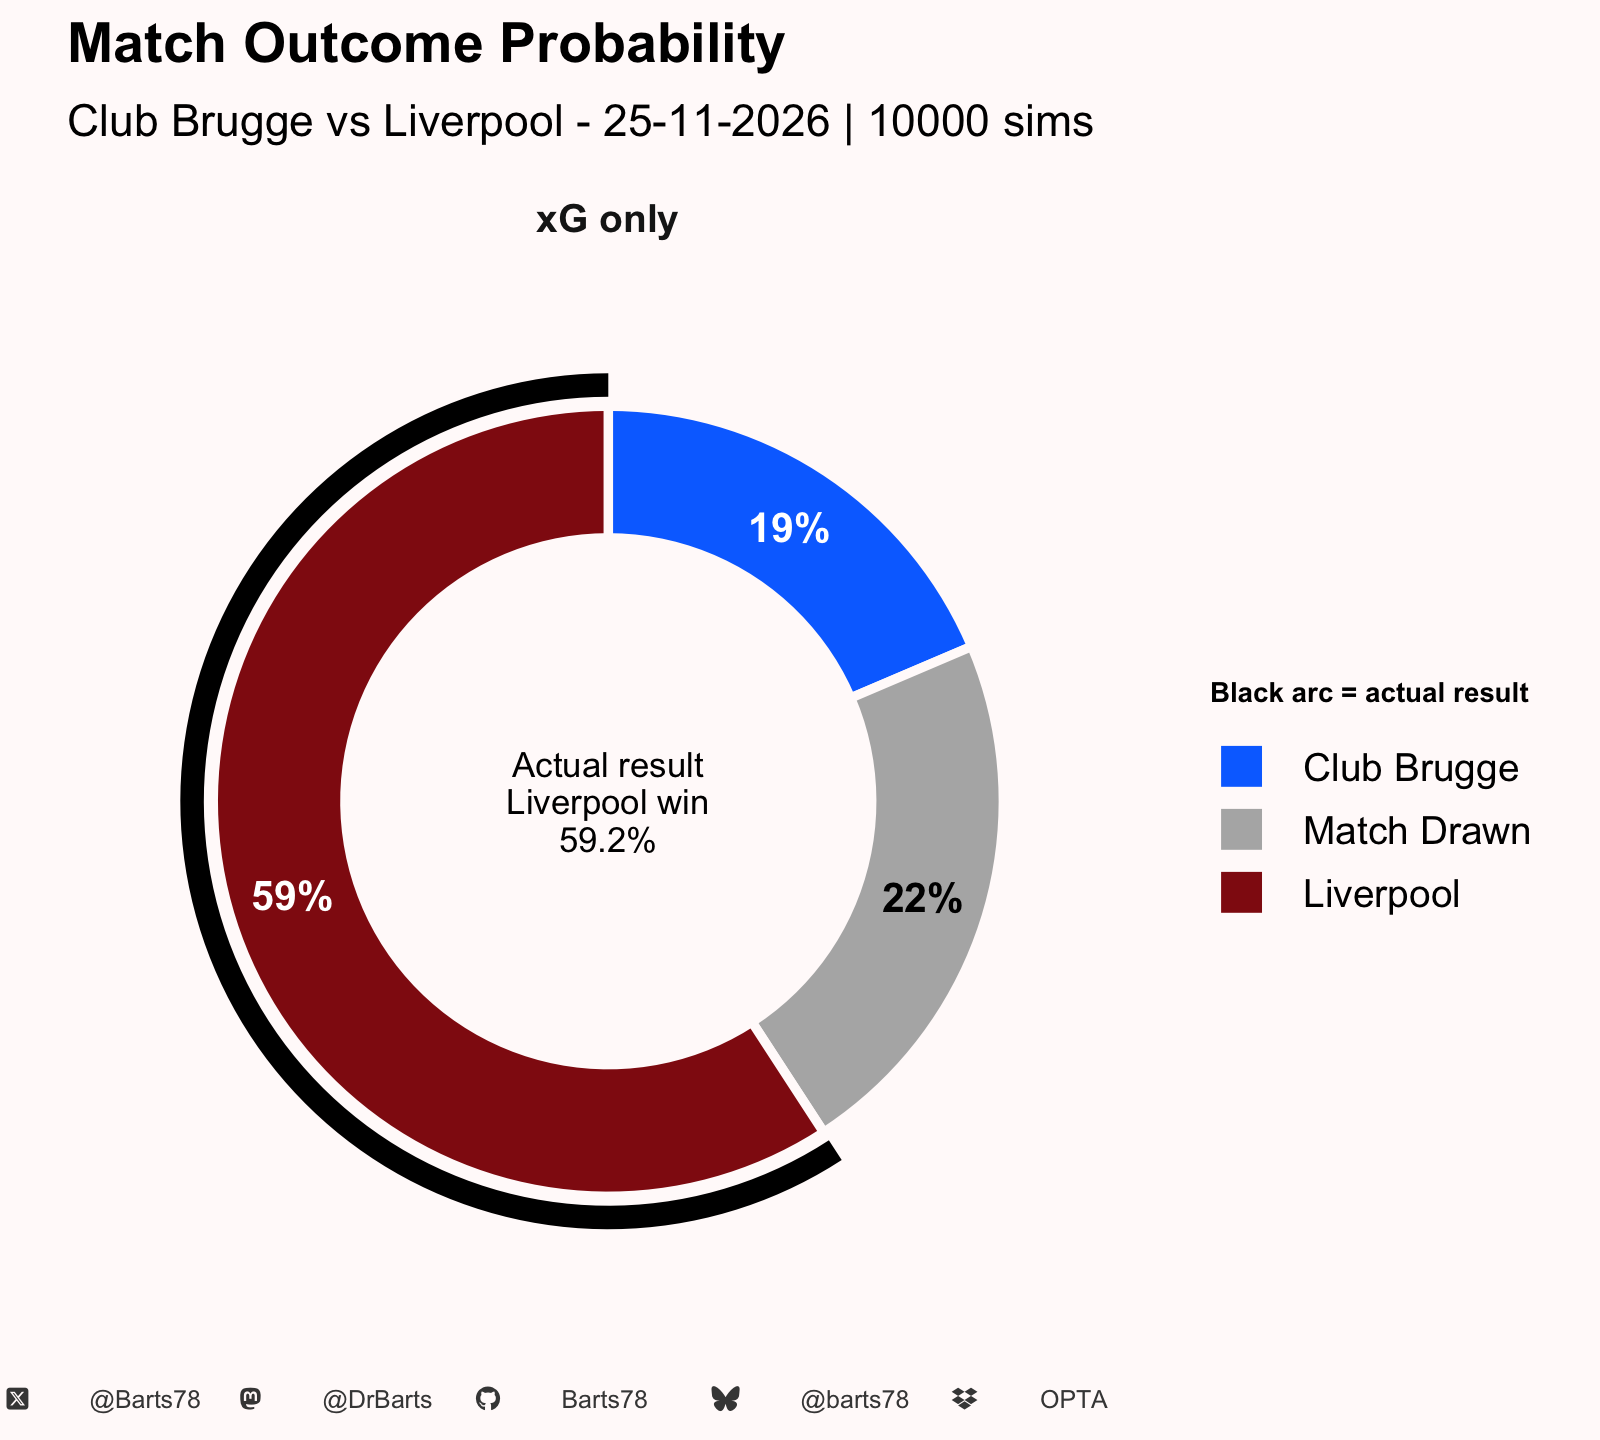 Match Outcome Probability
Club Brugge vs Liverpool - 25-11-2026 | 10000 sims
xG only
19%
22%
59%
Actual result
Liverpool win
59.2%
Black arc = actual result
Club Brugge
Match Drawn
Liverpool
@Barts78 @DrBarts Barts78 @barts78 OPTA